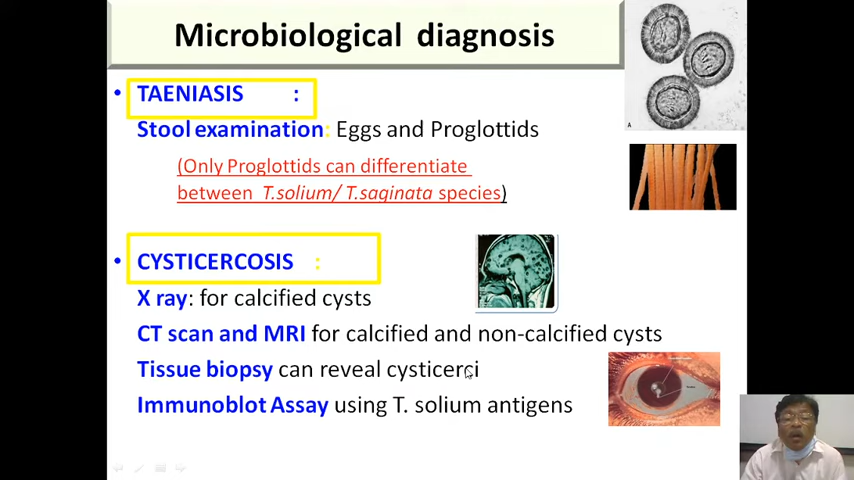 Microbiological diagnosis
• TAENIASIS :
Stool examination: Eggs and Proglottids
(Only Proglottids can differentiate
between T.solium/ T.saginata species)
• CYSTICERCOSIS :
X ray: for calcified cysts
CT scan and MRI for calcified and non-calcified cysts
Tissue biopsy can reveal cysticerci
Immunoblot Assay using T. solium antigens
A